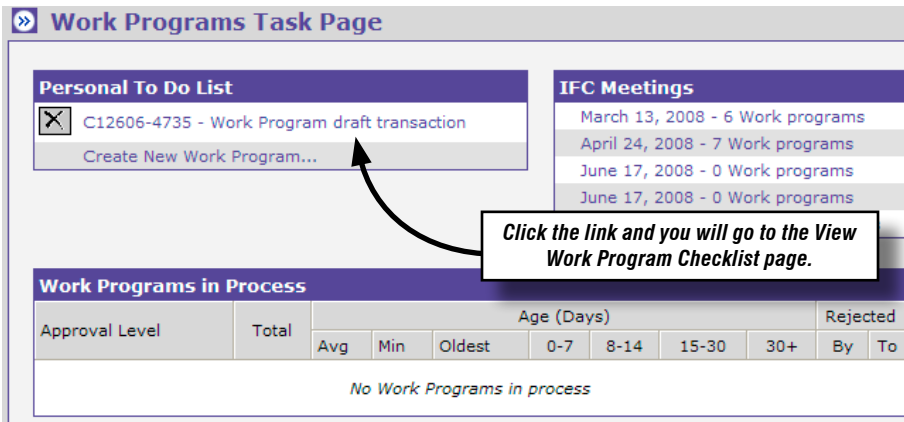 Work Programs Task Page
Personal To Do List
C12606-4735 - Work Program draft transaction
Create New Work Program...
IFC Meetings
March 13, 2008 - 6 Work programs
April 24, 2008 - 7 Work programs
June 17, 2008 - 0 Work programs
June 17, 2008 - 0 Work programs
Click the link and you will go to the View
Work Program Checklist page.
Work Programs in Process
Approval Level Total Age (Days) Rejected
Avg Min Oldest 0-7 8-14 15-30 30+ By To
No Work Programs in process